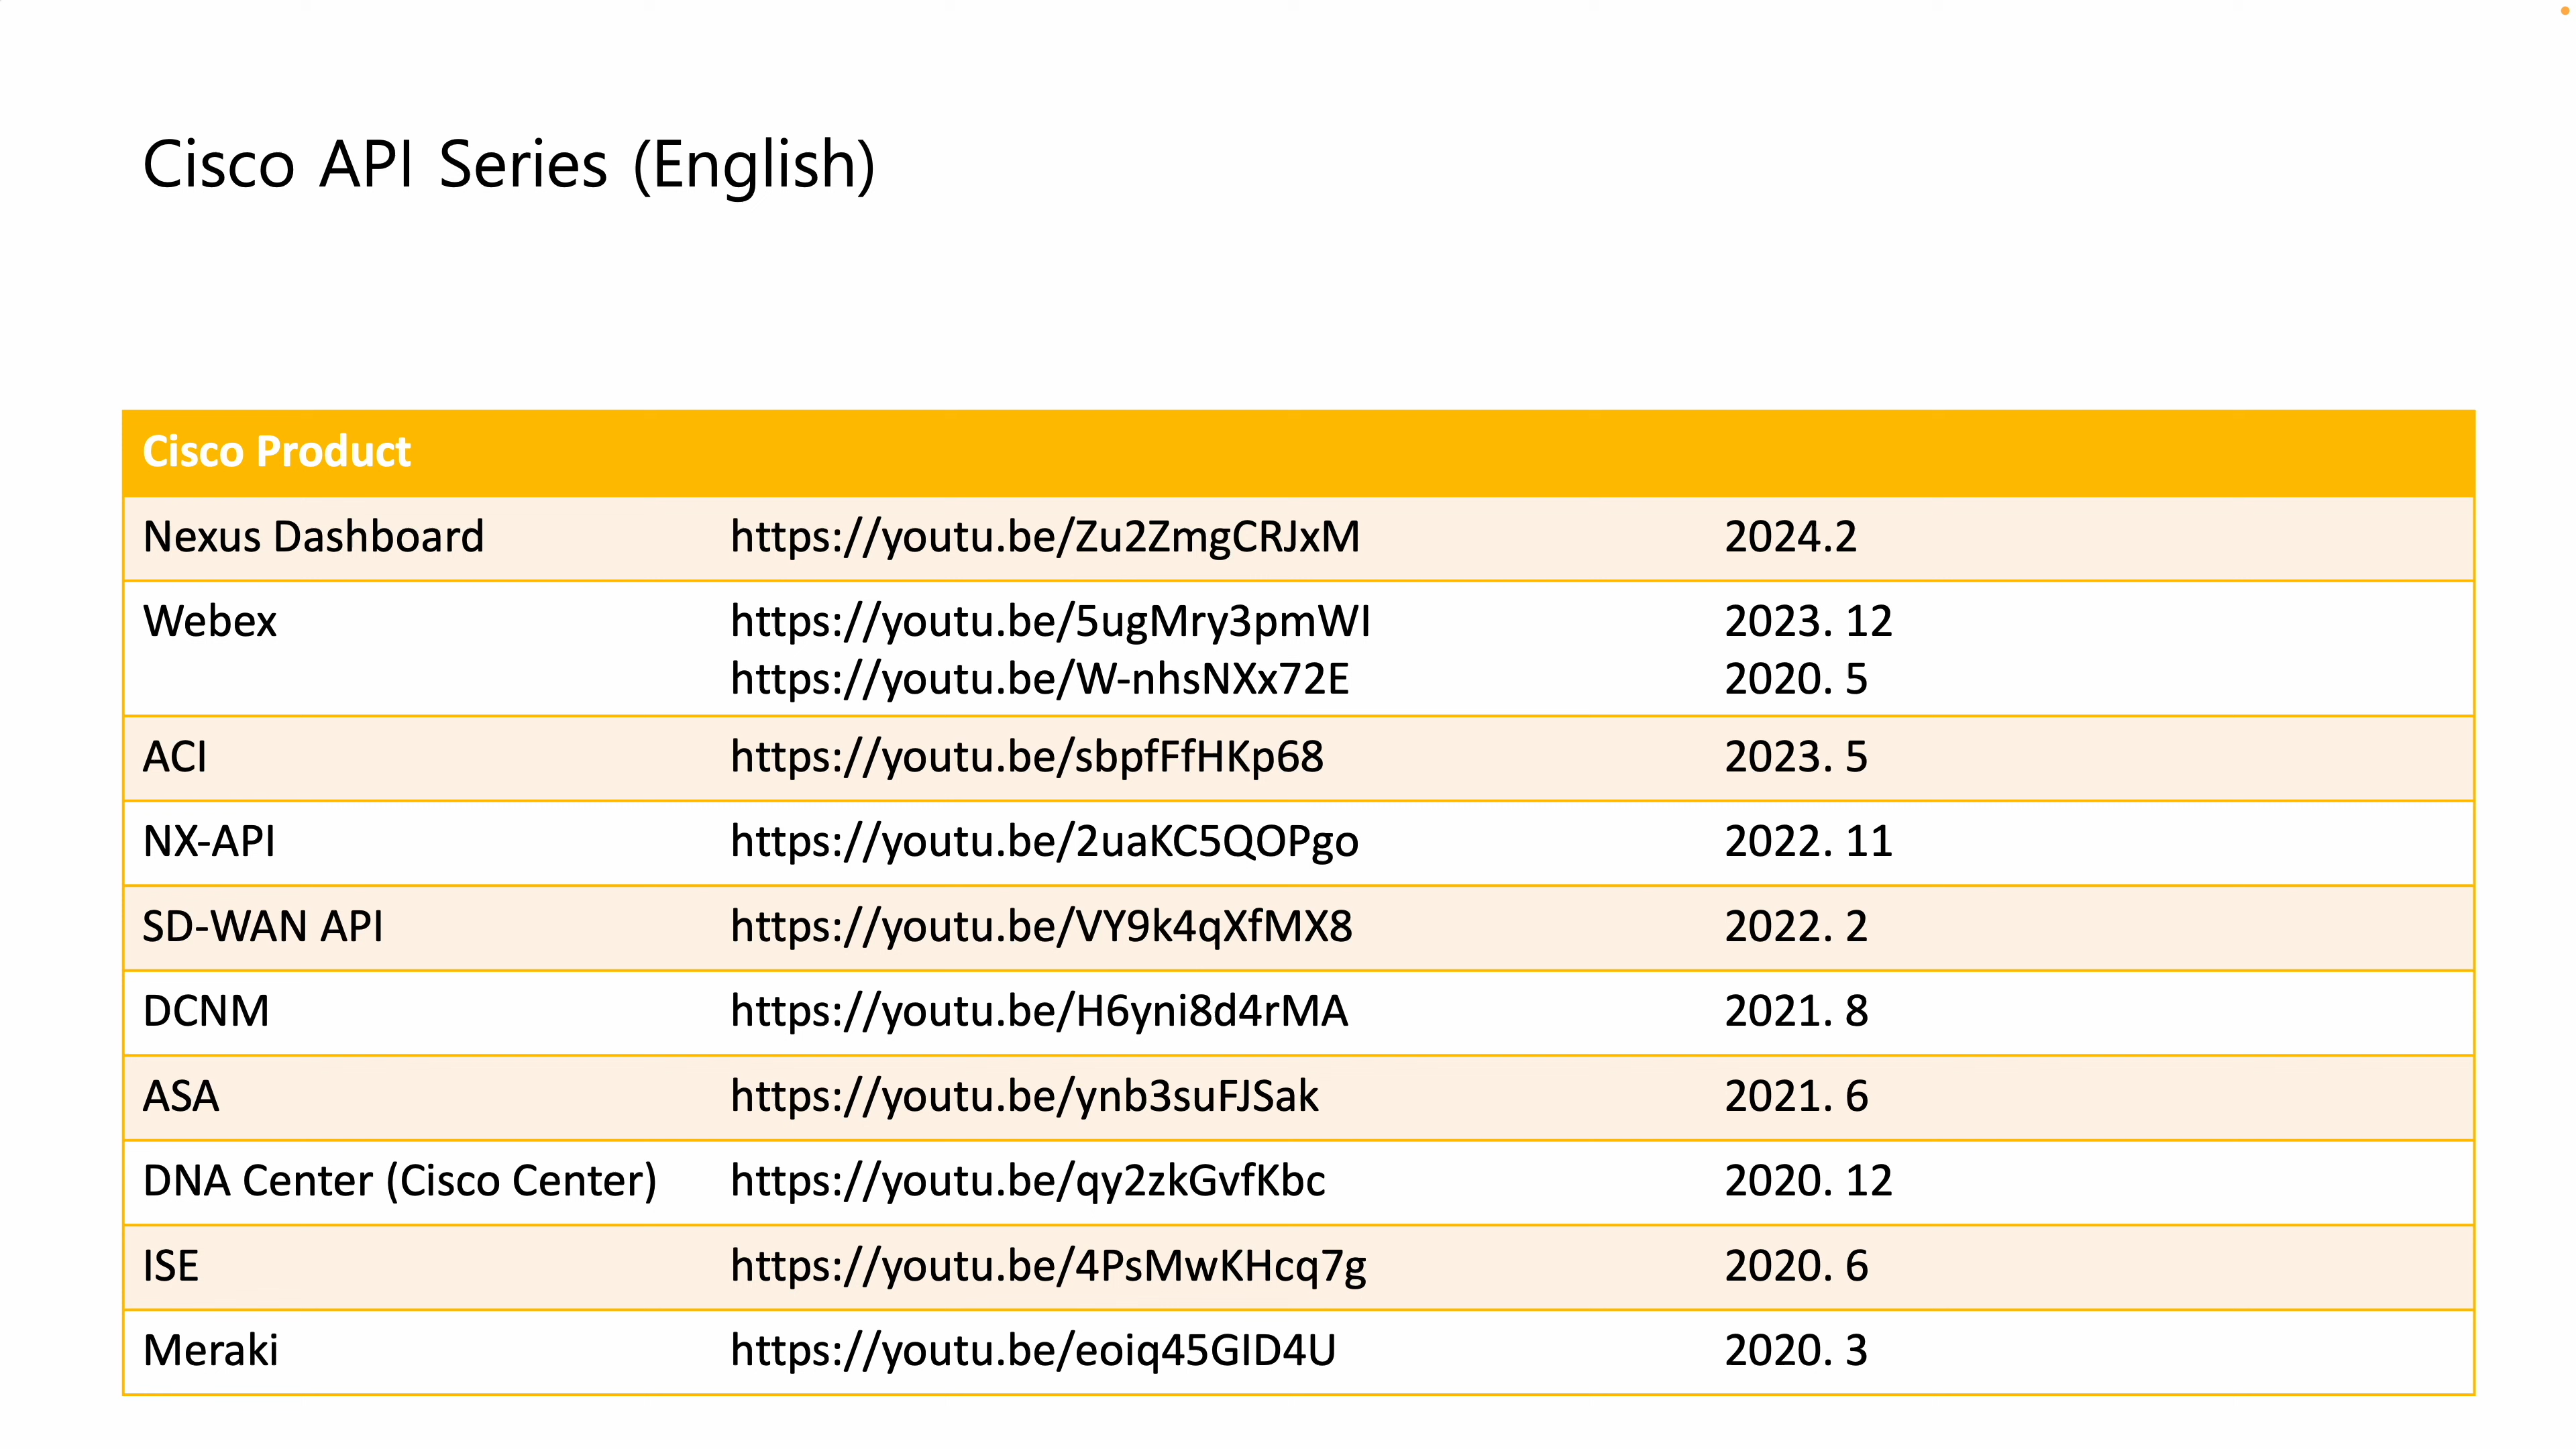 Cisco API Series (English)
Cisco Product
Nexus Dashboard https://youtu.be/Zu2ZmgCRJxM 2024.2
Webex https://youtu.be/5ugMry3pmWI 2023. 12
https://youtu.be/W-nhsNXx72E 2020. 5
ACI https://youtu.be/sbpfFfHKp68 2023. 5
NX-API https://youtu.be/2uaKC5QOPgo 2022. 11
SD-WAN API https://youtu.be/VY9k4qXfMX8 2022. 2
DCNM https://youtu.be/H6yni8d4rMA 2021. 8
ASA https://youtu.be/ynb3suFJSak 2021. 6
DNA Center (Cisco Center) https://youtu.be/qy2zkGvfKbc 2020. 12
ISE https://youtu.be/4PsMwKHcq7g 2020. 6
Meraki https://youtu.be/eoiq45GID4U 2020. 3